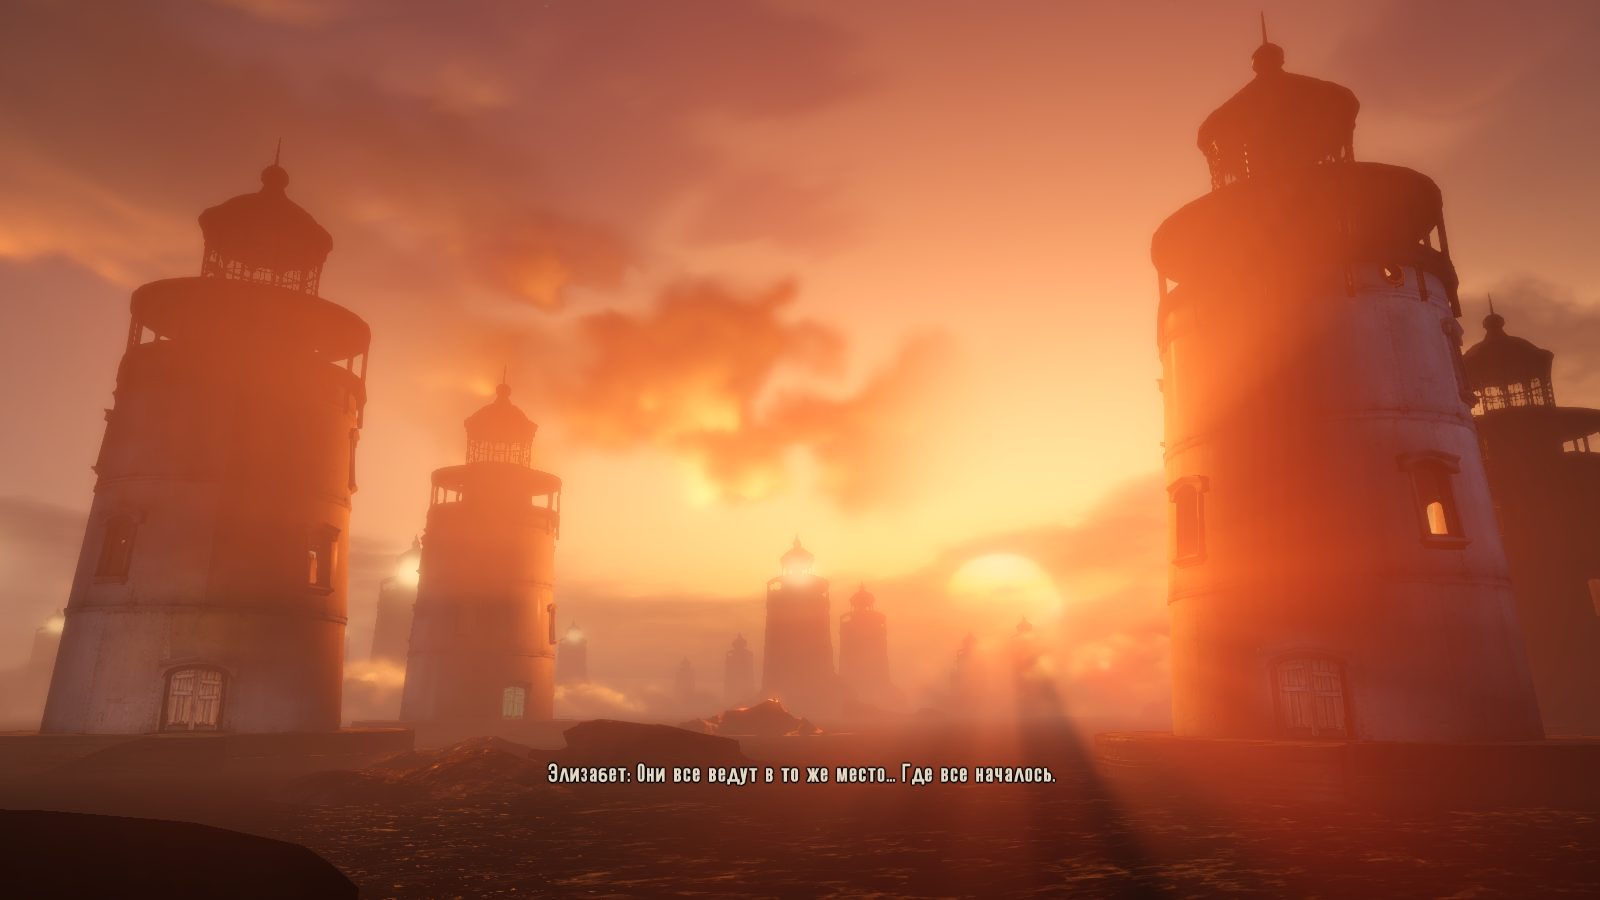 Элизабет: Они все ведут в то же место... Где все началось.